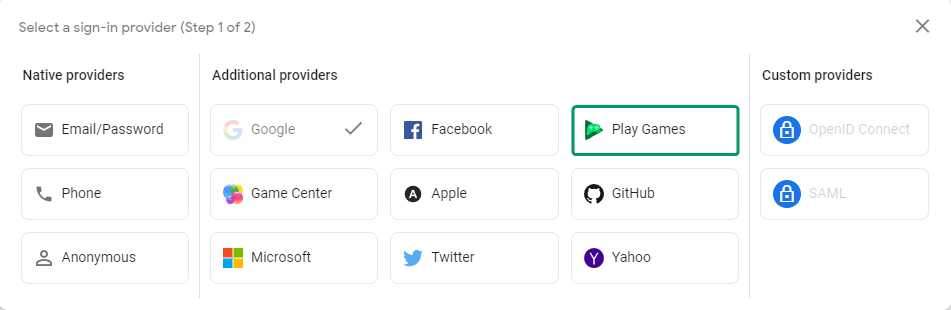 Select a sign-in provider (Step 1 of 2)
Native providers
Additional providers
Custom providers
Email/Password
Google
Facebook
Play Games
OpenID Connect
Phone
Game Center
Apple
GitHub
SAML
Anonymous
Microsoft
Twitter
Yahoo